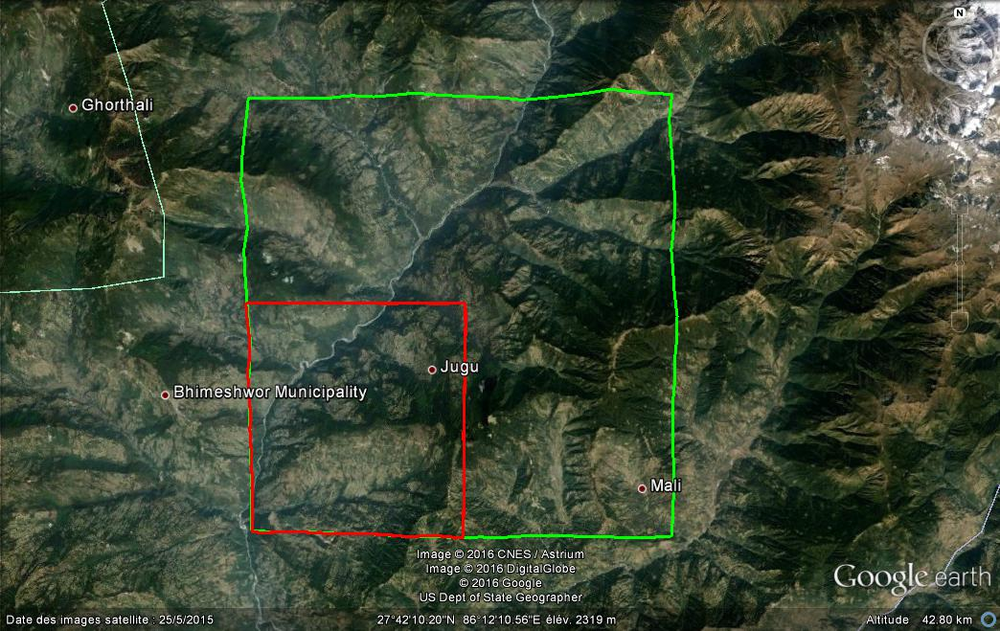 N
Ghorthali
Jugu
Bhimeshwor Municipality
Mali
Image © 2016 CNES / Astrium
Image © 2016 DigitalGlobe
© 2016 Google
US Dept of State Geographer
Google earth
Date des images satellite : 25/5/2015 27°42'10.20"N 86°12'10.56"E élév. 2319 m Altitude 42.80 km